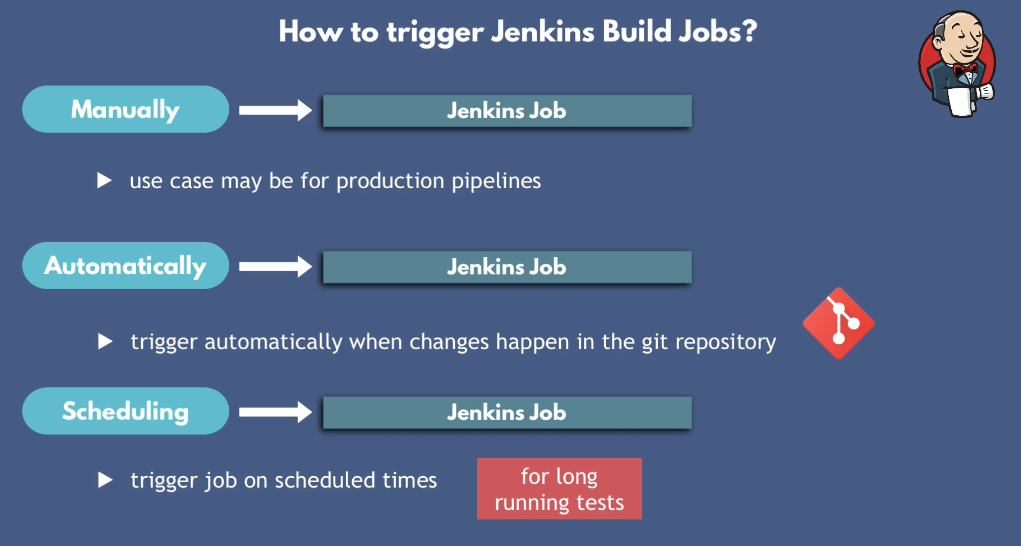 How to trigger Jenkins Build Jobs?
Manually
Jenkins Job
use case may be for production pipelines
Automatically
Jenkins Job
trigger automatically when changes happen in the git repository
Scheduling
Jenkins Job
trigger job on scheduled times
for long
running tests